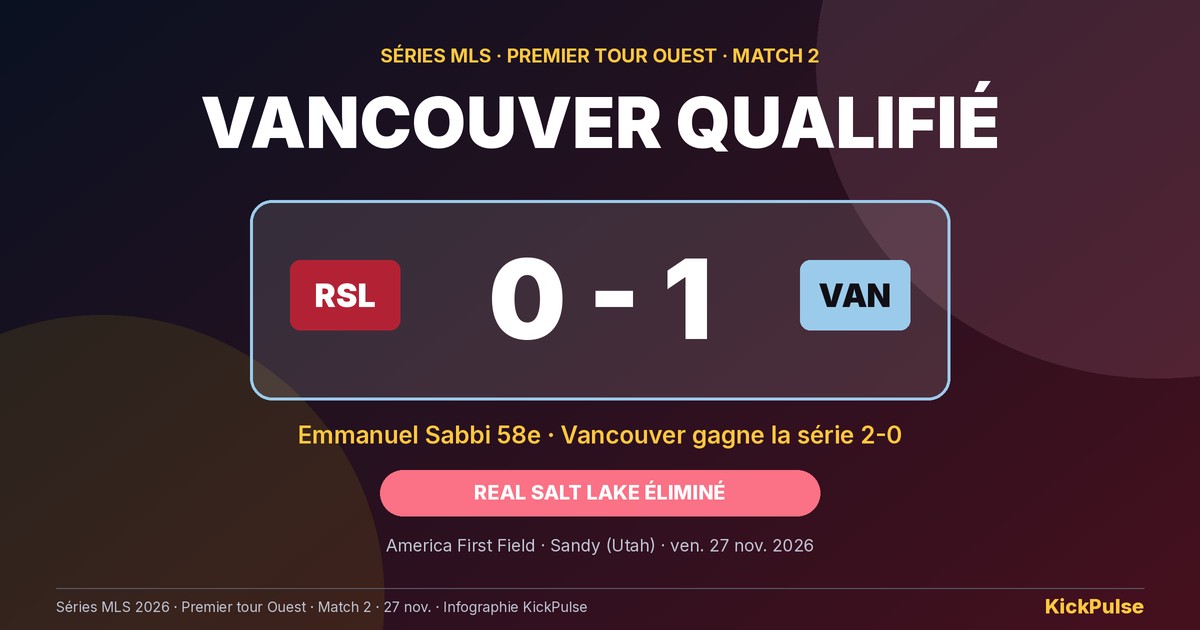 SÉRIES MLS · PREMIER TOUR OUEST · MATCH 2
VANCOUVER QUALIFIÉ
RSL 0 - 1 VAN
Emmanuel Sabbi 58e · Vancouver gagne la série 2-0
REAL SALT LAKE ÉLIMINÉ
America First Field · Sandy (Utah) · ven. 27 nov. 2026
Séries MLS 2026 · Premier tour Ouest · Match 2 · 27 nov. · Infographie KickPulse
KickPulse